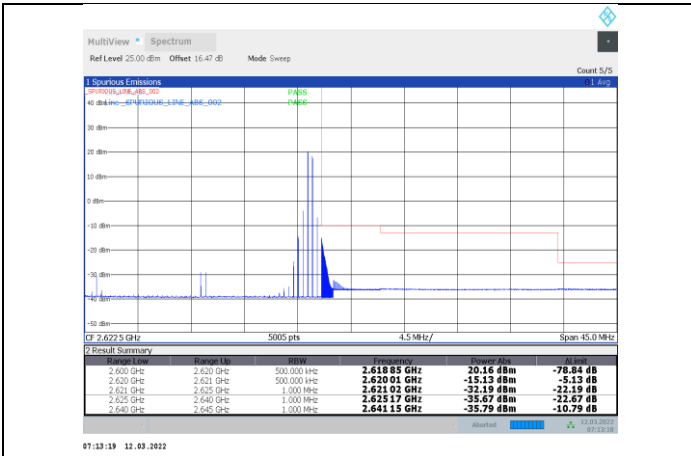 MultiView Spectrum
Ref Level 25.00 dBm Offset 16.47 dB Mode Sweep
Count 5/5
1 Spurious Emissions 1 Avg
_SPURIOUS_LINE_ABS_002 PASS
40 dBm Line _SPURIOUS_LINE_ABS_002 PASS
30 dBm
20 dBm
10 dBm
0 dBm
-10 dBm
-20 dBm
-30 dBm
-40 dBm
-50 dBm
CF 2.6225 GHz 5005 pts 4.5 MHz/ Span 45.0 MHz
2 Result Summary
Range Low Range Up RBW Frequency Power Abs ΔLimit
2.600 GHz 2.620 GHz 500.000 kHz 2.618 85 GHz 20.16 dBm -78.84 dB
2.620 GHz 2.621 GHz 500.000 kHz 2.620 01 GHz -15.13 dBm -5.13 dB
2.621 GHz 2.625 GHz 1.000 MHz 2.621 02 GHz -32.19 dBm -22.19 dB
2.625 GHz 2.640 GHz 1.000 MHz 2.625 17 GHz -35.67 dBm -22.67 dB
2.640 GHz 2.645 GHz 1.000 MHz 2.641 15 GHz -35.79 dBm -10.79 dB
Aborted 12.03.2022
07:13:18
07:13:19 12.03.2022